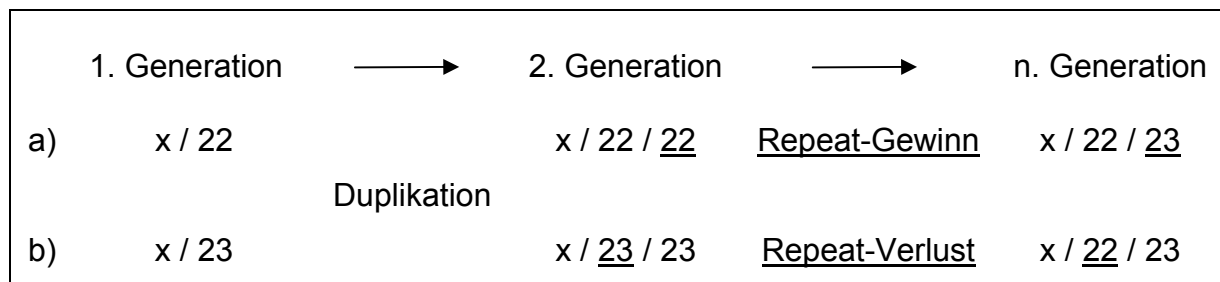 1. Generation 2. Generation n. Generation
a) x / 22 x / 22 / 22 Repeat-Gewinn x / 22 / 23
Duplikation
b) x / 23 x / 23 / 23 Repeat-Verlust x / 22 / 23